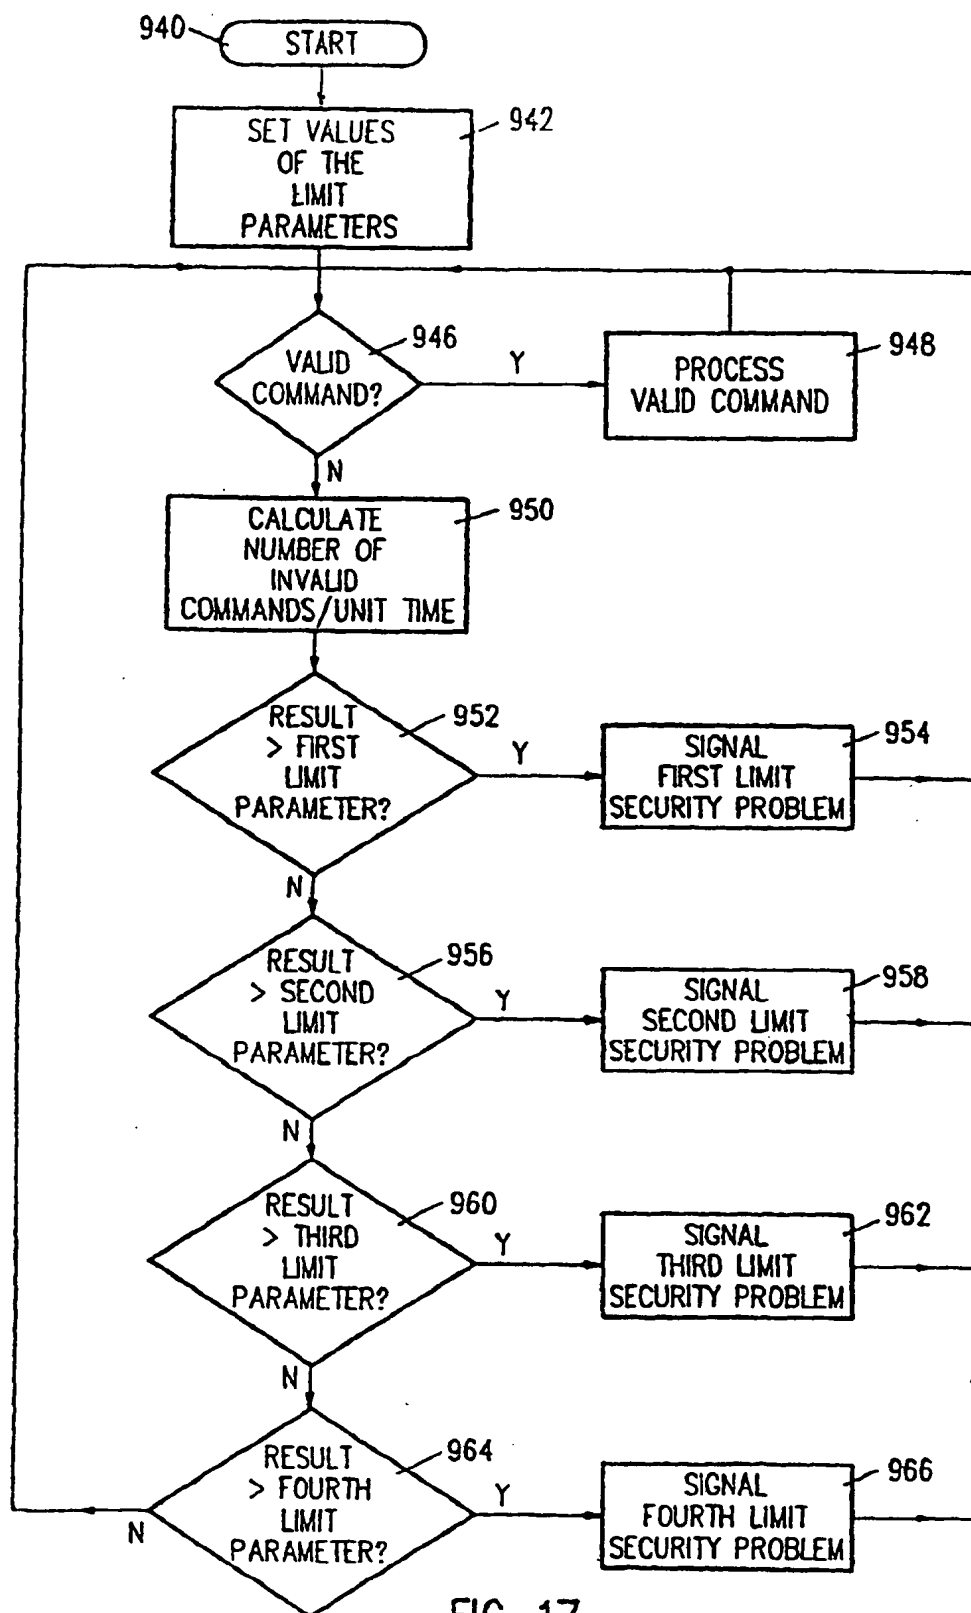 940
START
942
SET VALUES
OF THE
LIMIT
PARAMETERS
946
VALID
COMMAND?
Y
948
PROCESS
VALID COMMAND
N
950
CALCULATE
NUMBER OF
INVALID
COMMANDS/UNIT TIME
952
RESULT
> FIRST
LIMIT
PARAMETER?
Y
954
SIGNAL
FIRST LIMIT
SECURITY PROBLEM
N
956
RESULT
> SECOND
LIMIT
PARAMETER?
Y
958
SIGNAL
SECOND LIMIT
SECURITY PROBLEM
N
960
RESULT
> THIRD
LIMIT
PARAMETER?
Y
962
SIGNAL
THIRD LIMIT
SECURITY PROBLEM
N
964
RESULT
> FOURTH
LIMIT
PARAMETER?
N
Y
966
SIGNAL
FOURTH LIMIT
SECURITY PROBLEM
FIG. 17